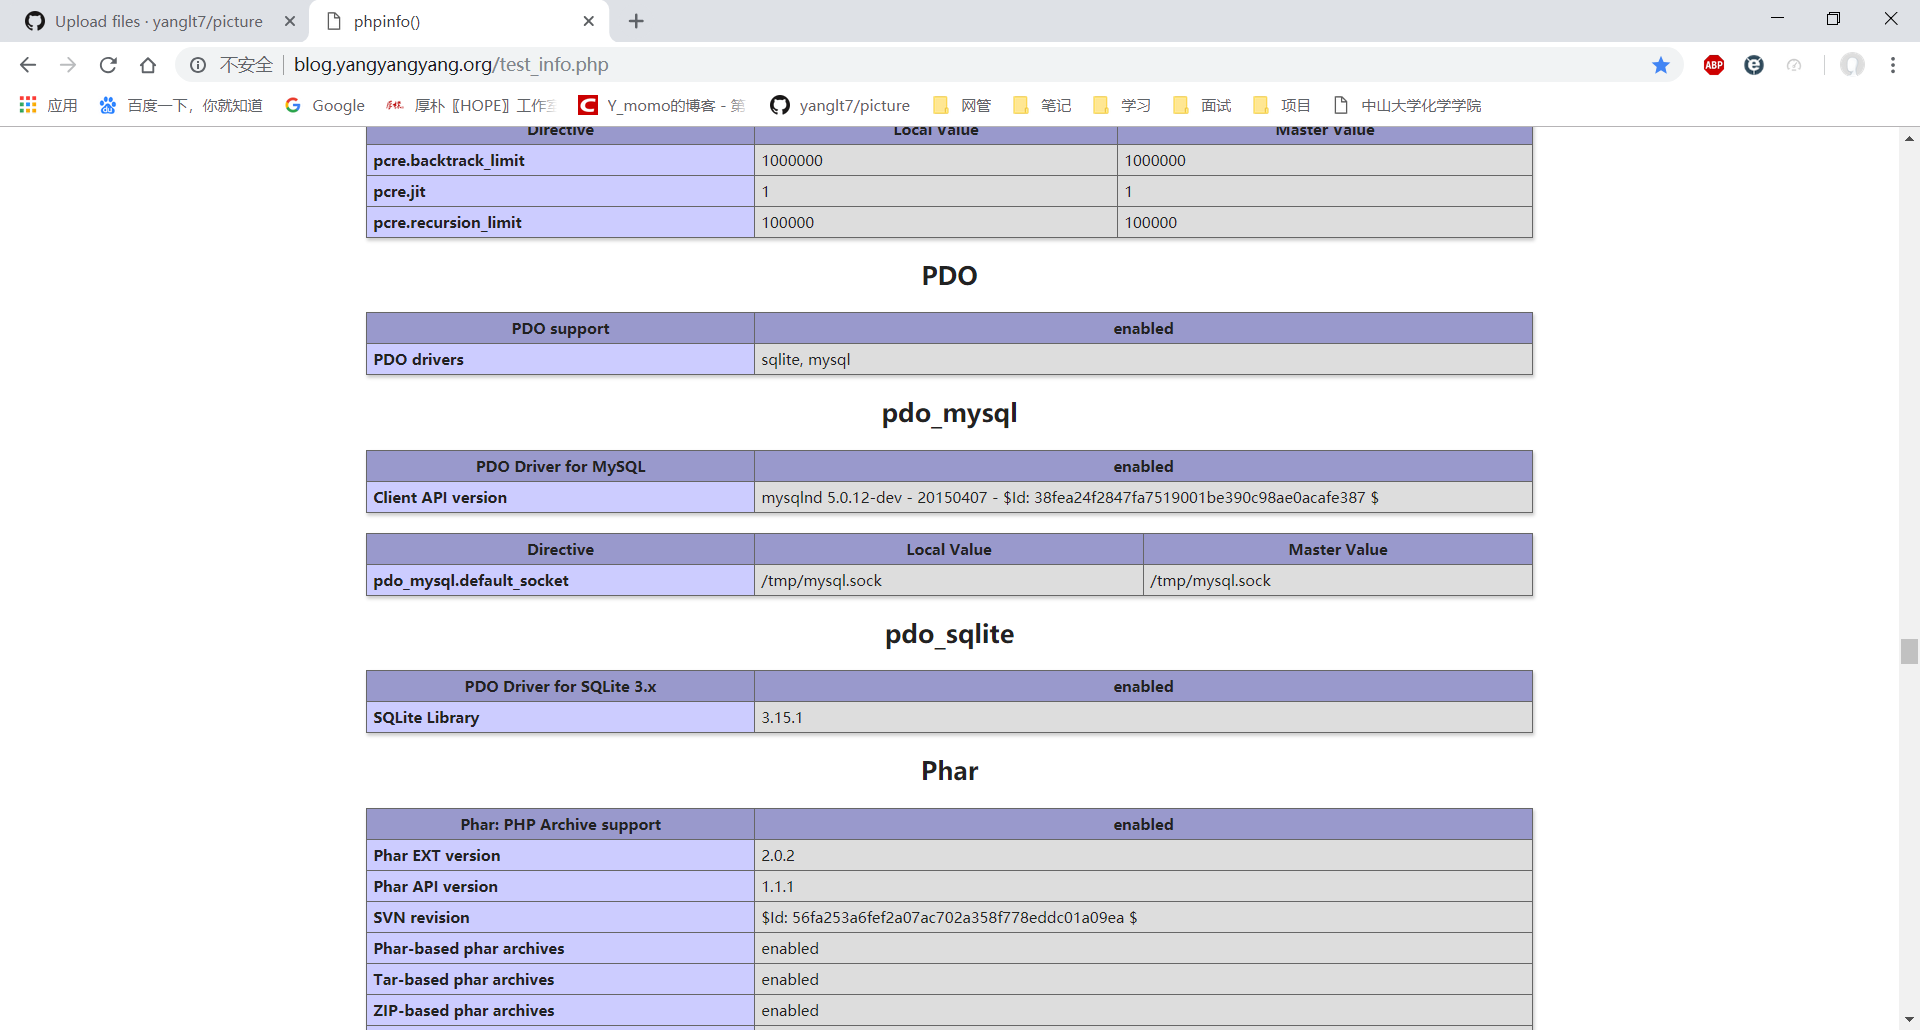 Upload files · yanglt7/picture
phpinfo()
不安全 blog.yangyangyang.org/test_info.php
ABP
应用 百度一下，你就知道 Google 厚朴〖HOPE〗工作室 Y_momo的博客 - 第 yanglt7/picture 网管 笔记 学习 面试 项目 中山大学化学学院
Directive Local Value Master Value
pcre.backtrack_limit 1000000 1000000
pcre.jit 1 1
pcre.recursion_limit 100000 100000
PDO
PDO support enabled
PDO drivers sqlite, mysql
pdo_mysql
PDO Driver for MySQL enabled
Client API version mysqlnd 5.0.12-dev - 20150407 - $Id: 38fea24f2847fa7519001be390c98ae0acafe387 $
Directive Local Value Master Value
pdo_mysql.default_socket /tmp/mysql.sock /tmp/mysql.sock
pdo_sqlite
PDO Driver for SQLite 3.x enabled
SQLite Library 3.15.1
Phar
Phar: PHP Archive support enabled
Phar EXT version 2.0.2
Phar API version 1.1.1
SVN revision $Id: 56fa253a6fef2a07ac702a358f778eddc01a09ea $
Phar-based phar archives enabled
Tar-based phar archives enabled
ZIP-based phar archives enabled